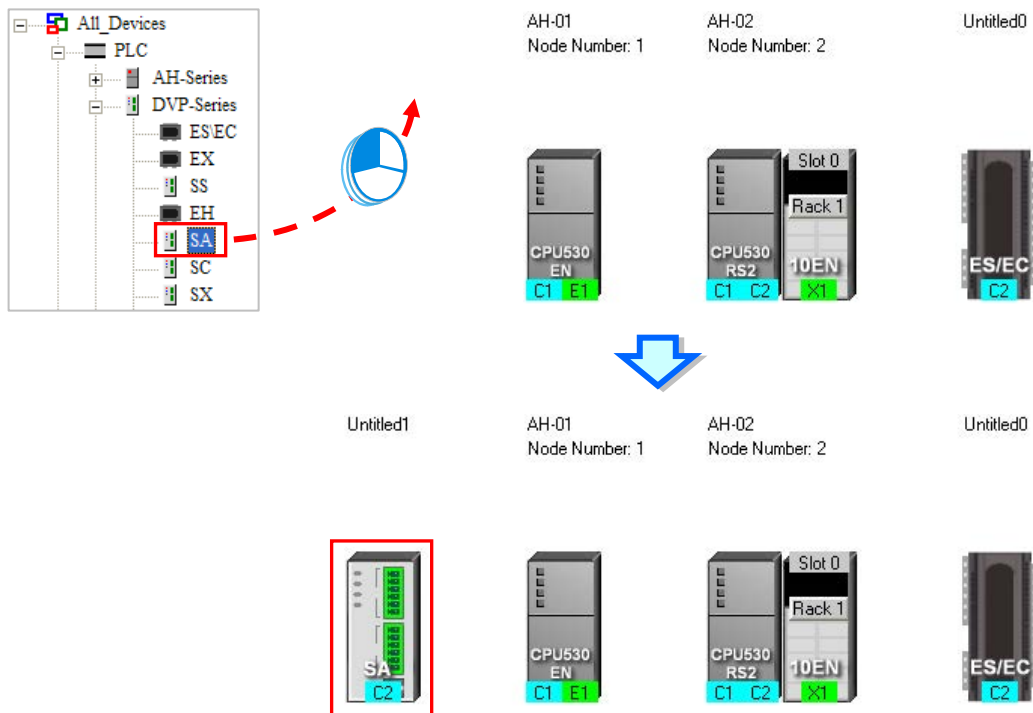 All_Devices
PLC
AH-Series
DVP-Series
ES\EC
EX
SS
EH
SA
SC
SX
AH-01
Node Number: 1
AH-02
Node Number: 2
Untitled0
CPU530
EN
C1 E1
Slot 0
Rack 1
CPU530
RS2
10EN
C1 C2
X1
ES/EC
C2
Untitled1
AH-01
Node Number: 1
AH-02
Node Number: 2
Untitled0
SA
C2
CPU530
EN
C1 E1
Slot 0
Rack 1
CPU530
RS2
10EN
C1 C2
X1
ES/EC
C2